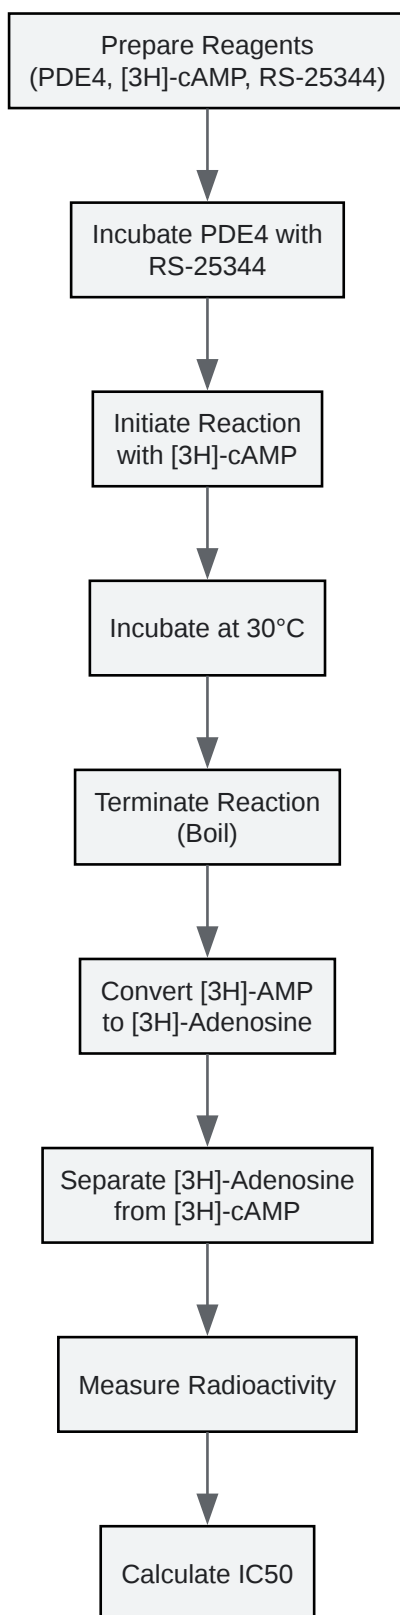 Prepare Reagents
(PDE4, [3H]-cAMP, RS-25344)
Incubate PDE4 with
RS-25344
Initiate Reaction
with [3H]-cAMP
Incubate at 30°C
Terminate Reaction
(Boil)
Convert [3H]-AMP
to [3H]-Adenosine
Separate [3H]-Adenosine
from [3H]-cAMP
Measure Radioactivity
Calculate IC50